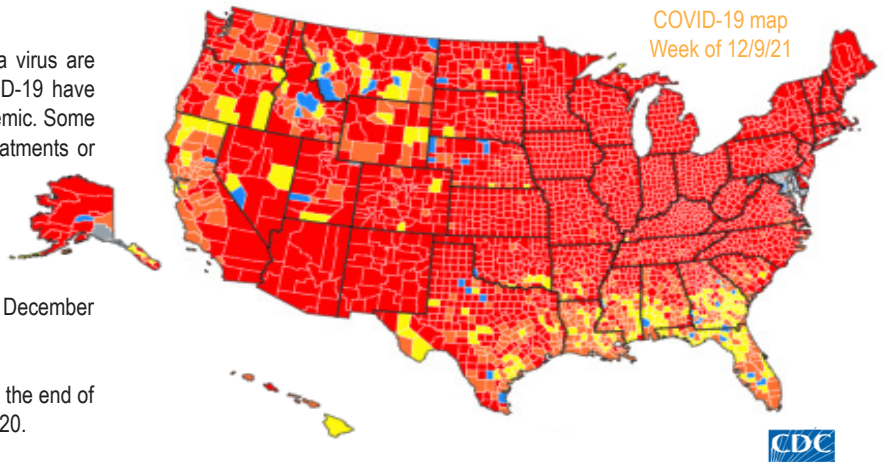 COVID-19 map
Week of 12/9/21
a virus are
D-19 have
emic. Some
eatments or
December
the end of
20.
CDC